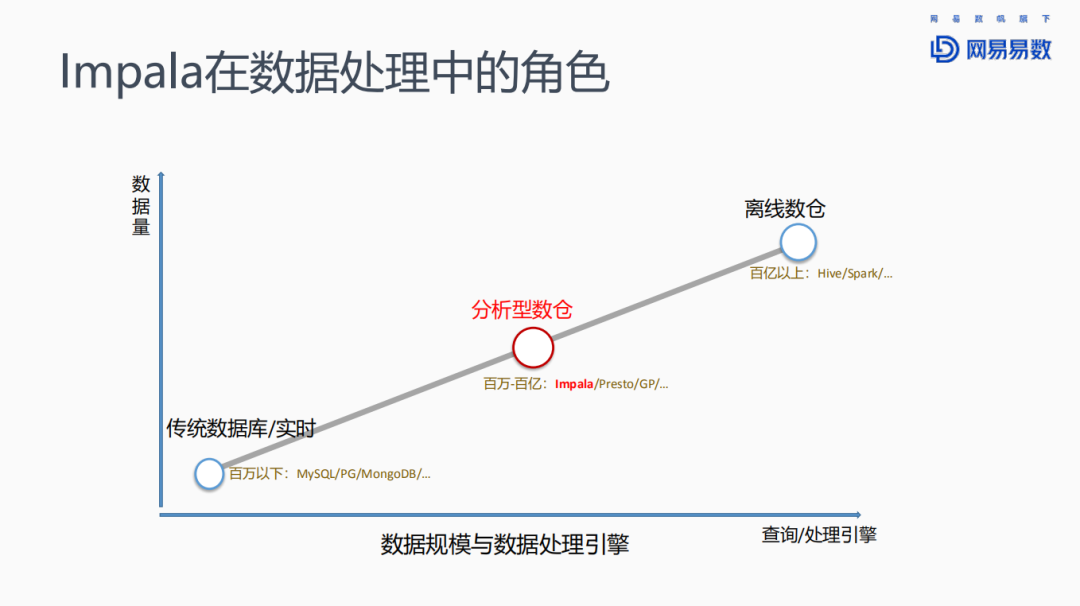 网易数帆旗下
网易易数
Impala在数据处理中的角色
数据量
离线数仓
百亿以上：Hive/Spark/...
分析型数仓
百万-百亿：Impala/Presto/GP/...
传统数据库/实时
百万以下：MySQL/PG/MongoDB/...
查询/处理引擎
数据规模与数据处理引擎